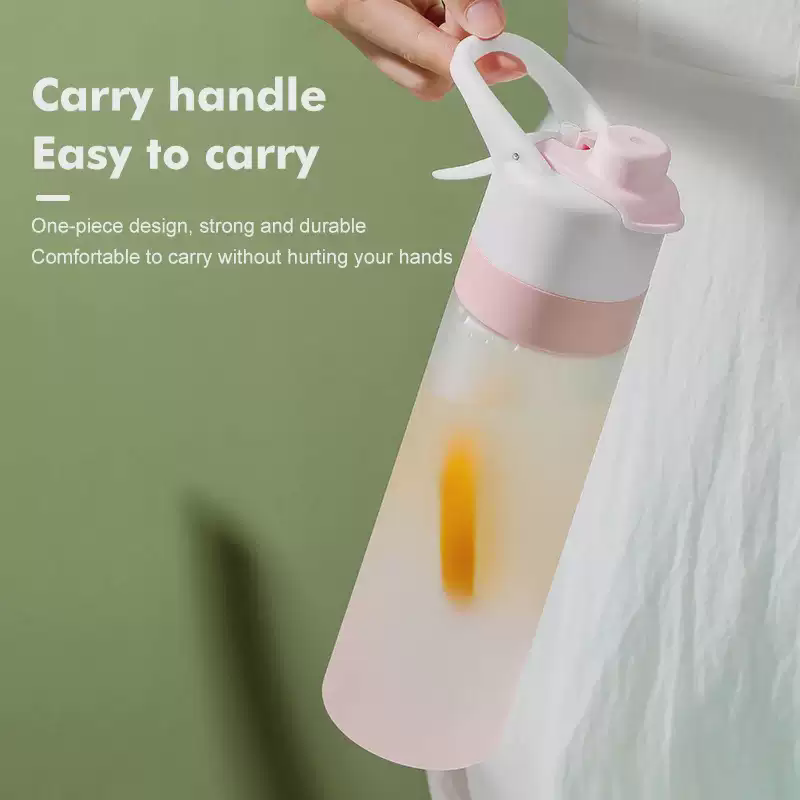 Carry handle
Easy to carry
One-piece design, strong and durable
Comfortable to carry without hurting your hands